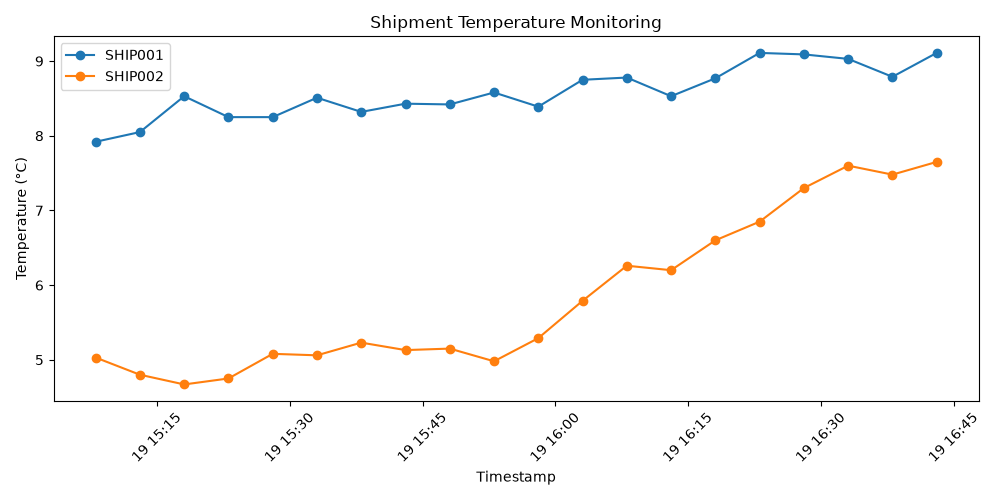 Shipment Temperature Monitoring
SHIP001
SHIP002
Temperature (°C)
9
8
7
6
5
19 15:15
19 15:30
19 15:45
19 16:00
19 16:15
19 16:30
19 16:45
Timestamp